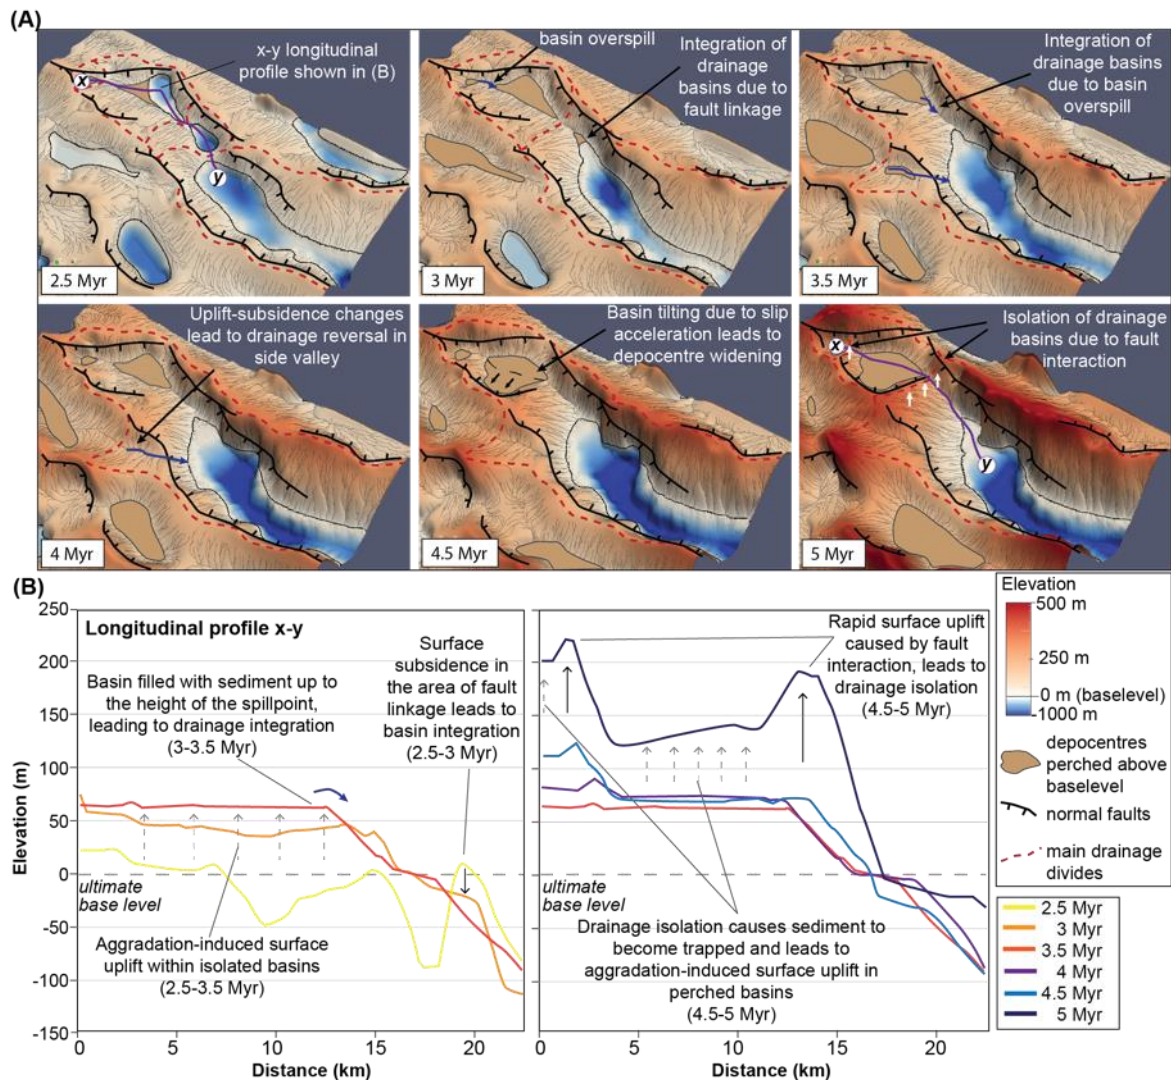 (A)
x-y longitudinal
profile shown in (B)
x
y
2.5 Myr
basin overspill
Integration of
drainage
basins due to
fault linkage
3 Myr
Integration of
drainage basins
due to basin
overspill
3.5 Myr
Uplift-subsidence changes
lead to drainage reversal in
side valley
4 Myr
Basin tilting due to slip
acceleration leads to
depocentre widening
4.5 Myr
Isolation of drainage
basins due to fault
interaction
x
y
5 Myr
(B)
Longitudinal profile x-y
Elevation (m)
250
200
150
100
50
0
-50
-100
-150
Basin filled with sediment up to
the height of the spillpoint,
leading to drainage integration
(3-3.5 Myr)
Surface
subsidence in
the area of fault
linkage leads to
basin integration
(2.5-3 Myr)
ultimate
base level
Aggradation-induced surface
uplift within isolated basins
(2.5-3.5 Myr)
0 5 10 15 20
Distance (km)
Rapid surface uplift
caused by fault
interaction, leads to
drainage isolation
(4.5-5 Myr)
ultimate
base level
Drainage isolation causes sediment to
become trapped and leads to
aggradation-induced surface uplift in
perched basins
(4.5-5 Myr)
0 5 10 15 20
Distance (km)
Elevation
500 m
250 m
0 m (baselevel)
-1000 m
depocentres
perched above
baselevel
normal faults
main drainage
divides
2.5 Myr
3 Myr
3.5 Myr
4 Myr
4.5 Myr
5 Myr